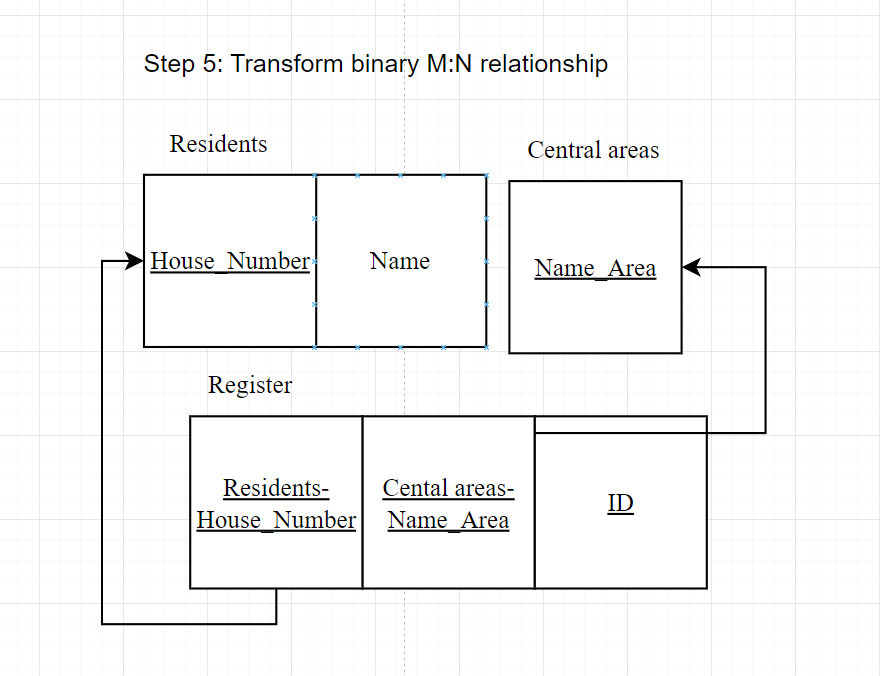 Step 5: Transform binary M:N relationship
Residents
Central areas
House_Number
Name
Name_Area
Register
Residents-
House_Number
Cental areas-
Name_Area
ID